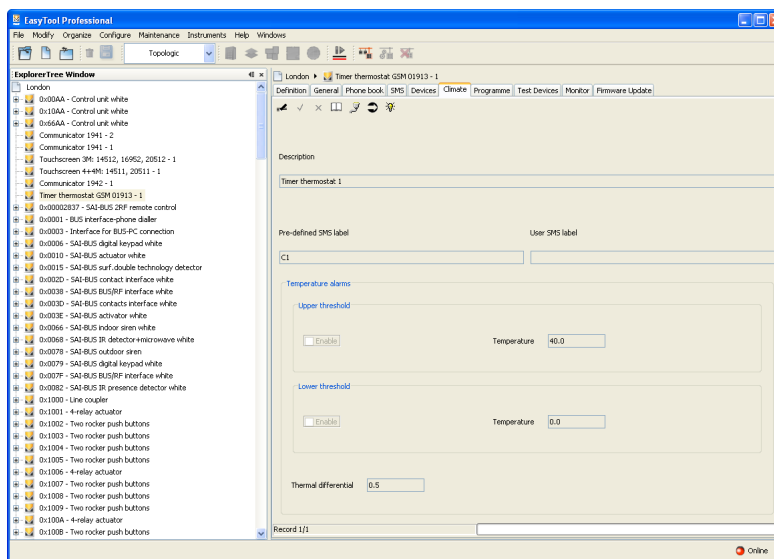 EasyTool Professional
File Modify Organize Configure Maintenance Instruments Help Windows
Topologic
ExplorerTree Window
London
0x00AA - Control unit white
0x10AA - Control unit white
0x66AA - Control unit white
Communicator 1941 - 2
Communicator 1941 - 1
Touchscreen 3M: 14512, 16952, 20512 - 1
Touchscreen 4+4M: 14511, 20511 - 1
Communicator 1942 - 1
Timer thermostat GSM 01913 - 1
0x00002837 - SAI-BUS 2RF remote control
0x0001 - BUS interface-phone dialler
0x0003 - Interface for BUS-PC connection
0x0006 - SAI-BUS digital keypad white
0x0010 - SAI-BUS actuator white
0x0015 - SAI-BUS surf.double technology detector
0x002D - SAI-BUS contact interface white
0x0038 - SAI-BUS BUS/RF interface white
0x003D - SAI-BUS contacts interface white
0x003E - SAI-BUS activator white
0x0066 - SAI-BUS indoor siren white
0x0068 - SAI-BUS IR detector+microwave white
0x0078 - SAI-BUS outdoor siren
0x0079 - SAI-BUS digital keypad white
0x007F - SAI-BUS BUS/RF interface white
0x0082 - SAI-BUS IR presence detector white
0x1000 - Line coupler
0x1001 - 4-relay actuator
0x1002 - Two rocker push buttons
0x1003 - Two rocker push buttons
0x1004 - Two rocker push buttons
0x1005 - Two rocker push buttons
0x1006 - 4-relay actuator
0x1007 - Two rocker push buttons
0x1008 - Two rocker push buttons
0x1009 - Two rocker push buttons
0x100A - 4-relay actuator
0x100B - Two rocker push buttons
London Timer thermostat GSM 01913 - 1
Definition General Phone book SMS Devices Climate Programme Test Devices Monitor Firmware Update
Description
Timer thermostat 1
Pre-defined SMS label User SMS label
C1
Temperature alarms
Upper threshold
Enable Temperature 40.0
Lower threshold
Enable Temperature 0.0
Thermal differential 0.5
Record 1/1
Online